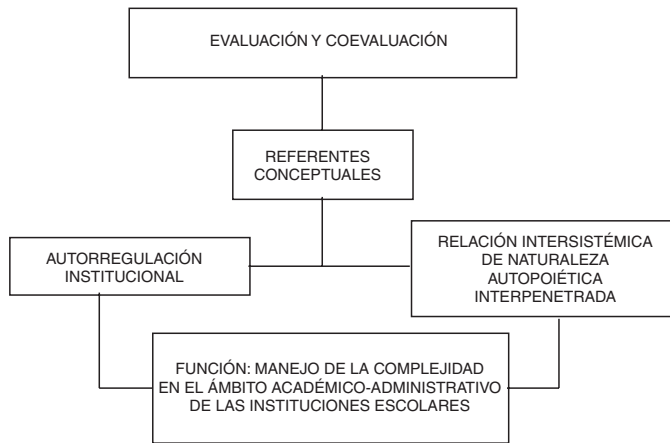 EVALUACIÓN Y COEVALUACIÓN
REFERENTES
CONCEPTUALES
AUTORREGULACIÓN
INSTITUCIONAL
RELACIÓN INTERSISTÉMICA
DE NATURALEZA
AUTOPOIÉTICA
INTERPENETRADA
FUNCIÓN: MANEJO DE LA COMPLEJIDAD
EN EL ÁMBITO ACADÉMICO-ADMINISTRATIVO
DE LAS INSTITUCIONES ESCOLARES